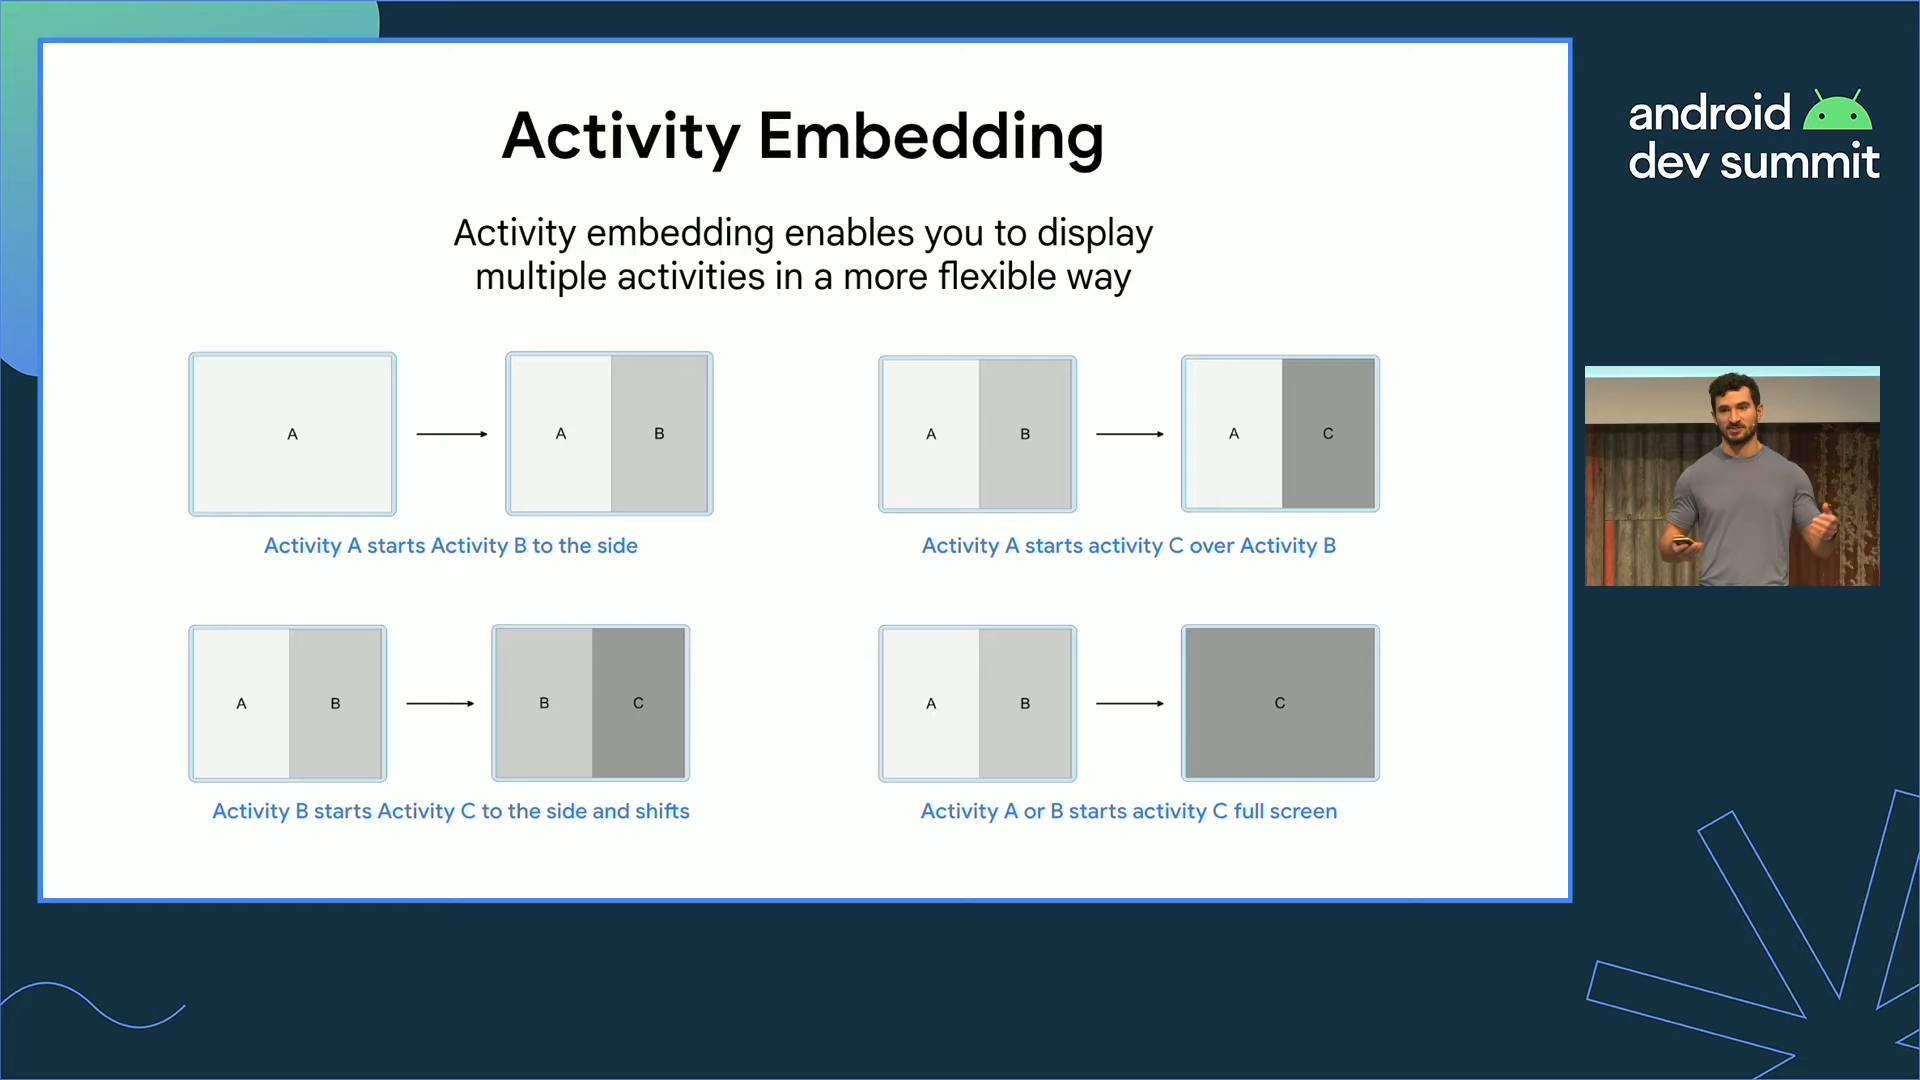 Activity Embedding
Activity embedding enables you to display
multiple activities in a more flexible way
A
A B
Activity A starts Activity B to the side
A B
A C
Activity A starts activity C over Activity B
A B
B C
Activity B starts Activity C to the side and shifts
A B
C
Activity A or B starts activity C full screen
android
dev summit